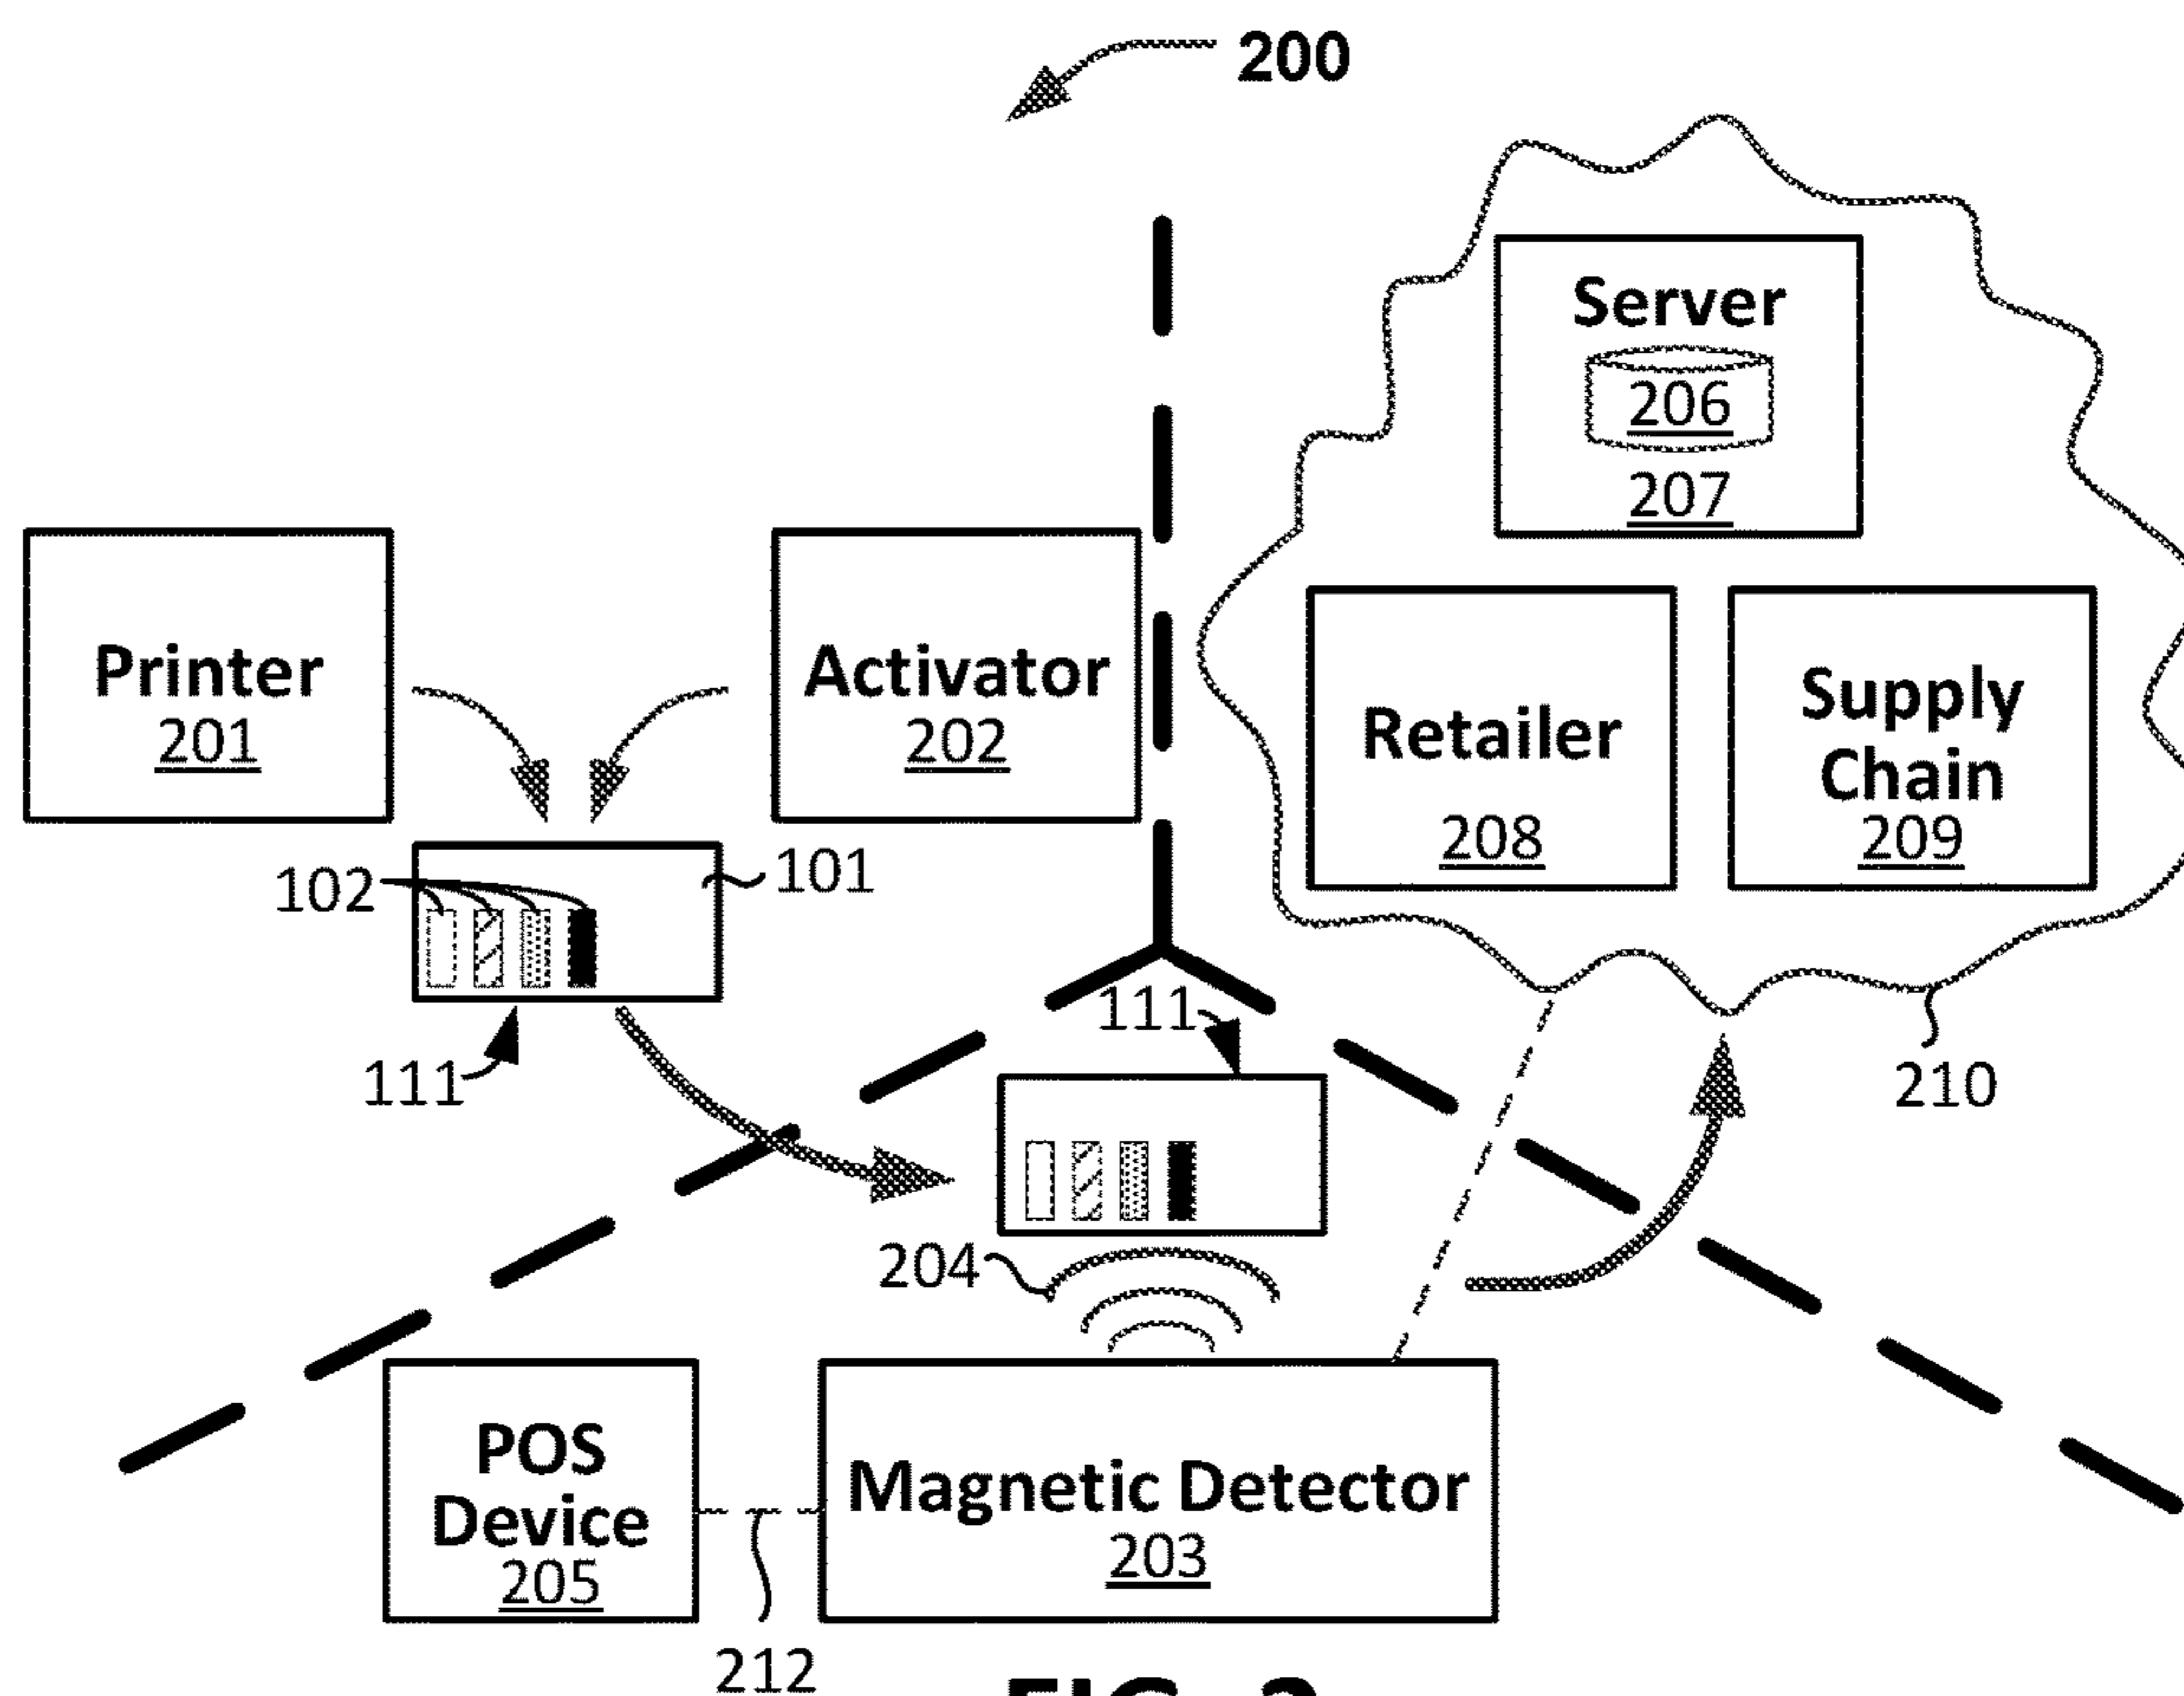 200
Server
206
207
Printer
201
Activator
202
Retailer
208
Supply
Chain
209
102
101
111
111
210
204
POS
Device
205
Magnetic Detector
203
212